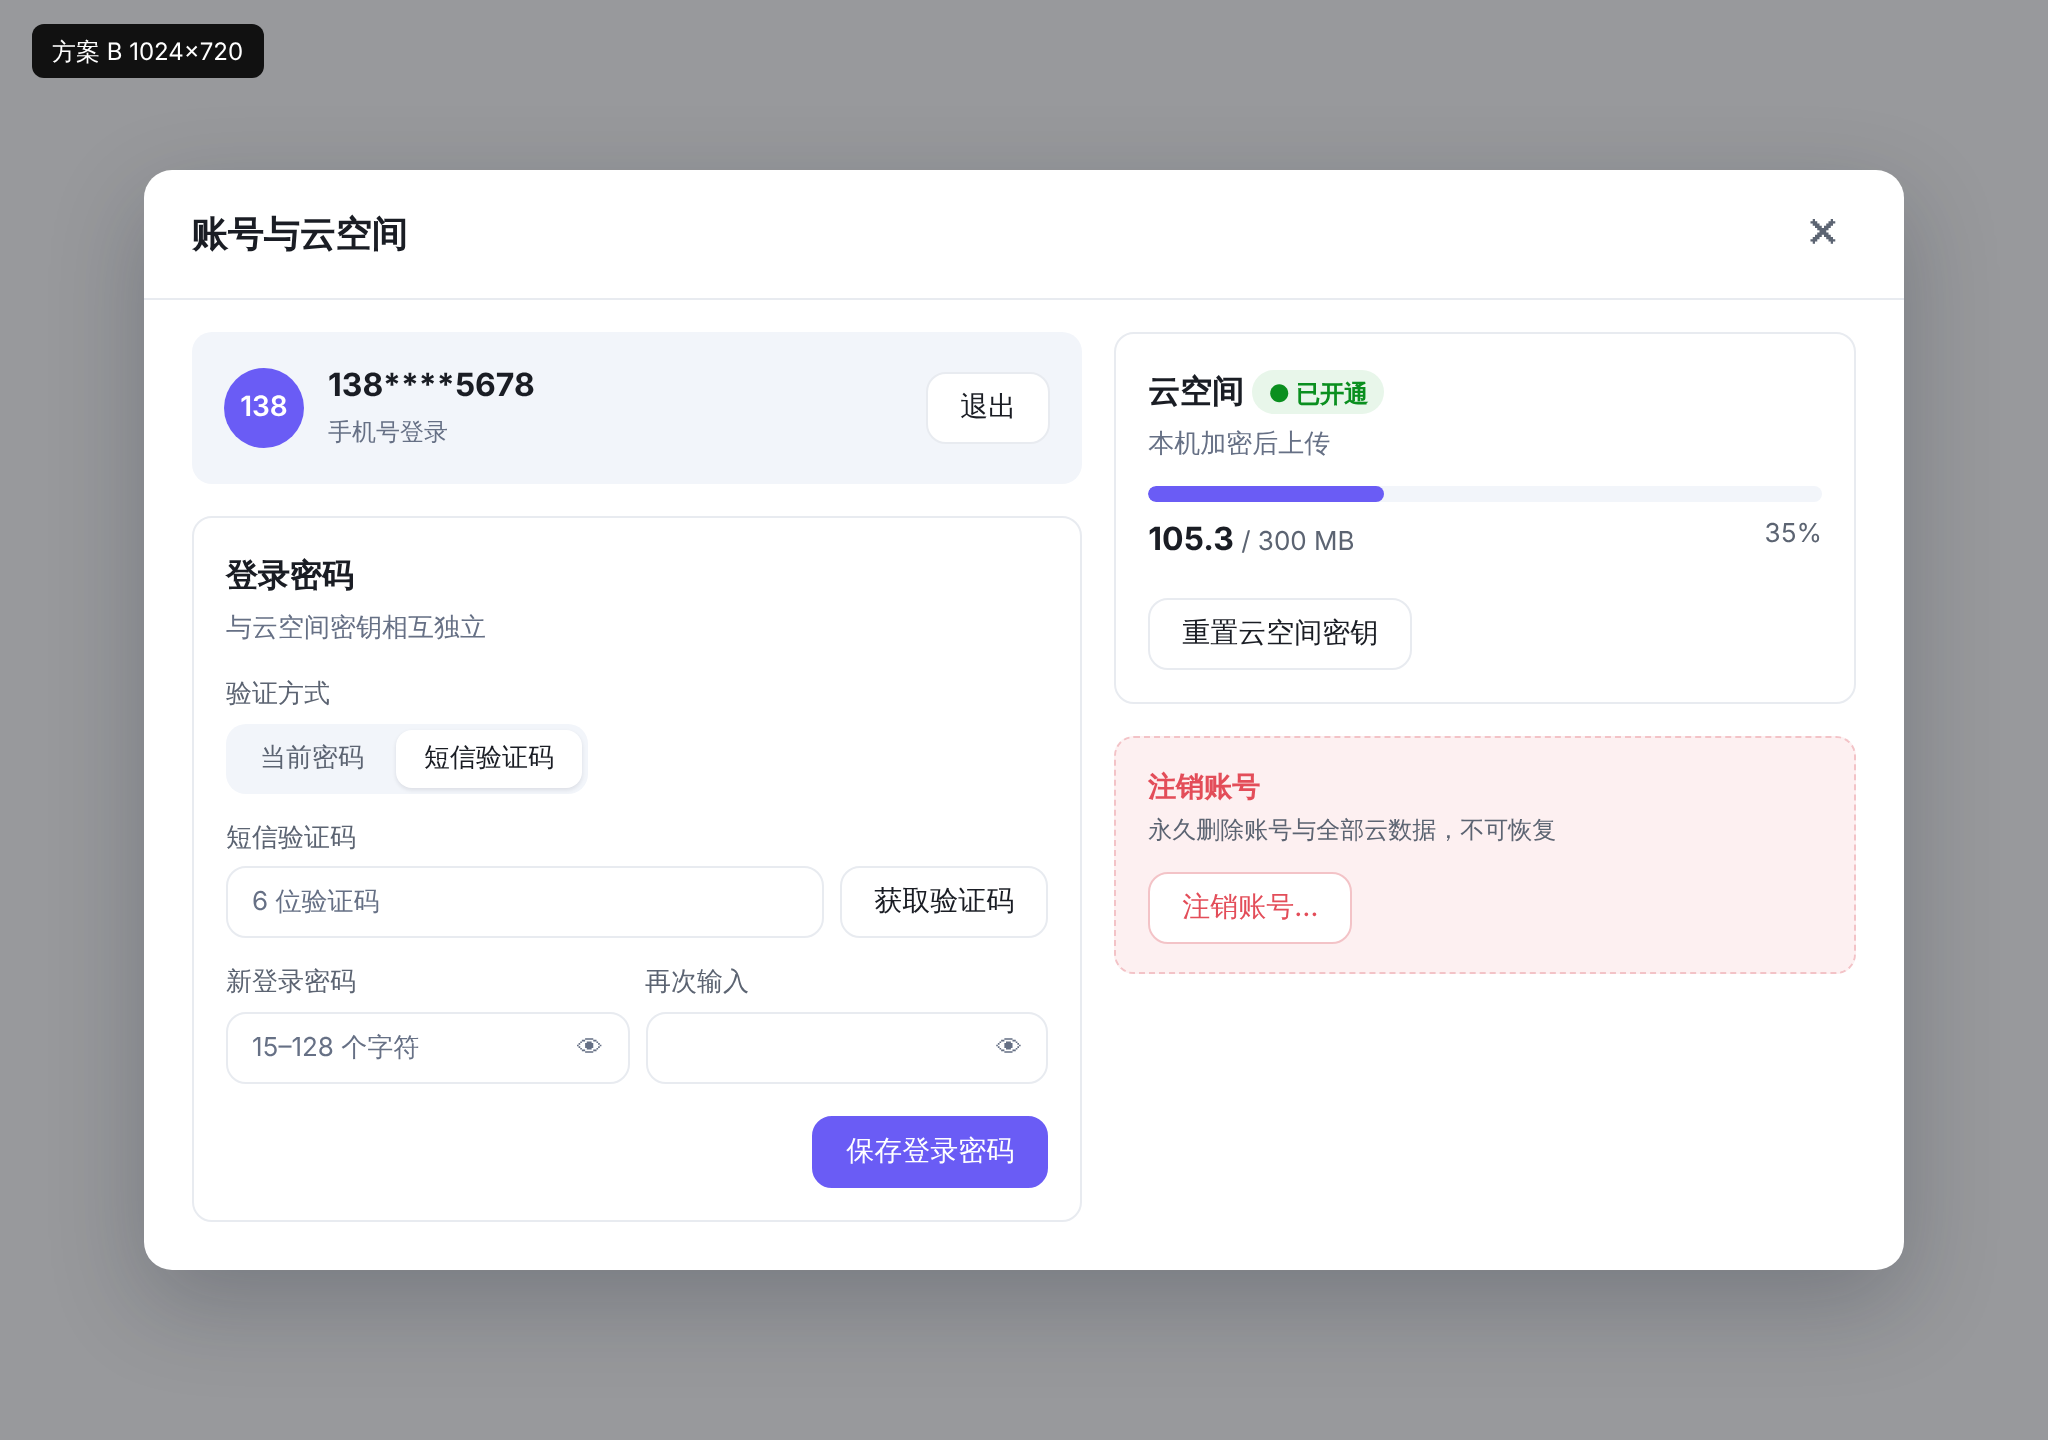 方案 B 1024×720
账号与云空间
138
138****5678
手机号登录
退出
登录密码
与云空间密钥相互独立
验证方式
当前密码
短信验证码
短信验证码
6 位验证码
获取验证码
新登录密码
再次输入
15–128 个字符
保存登录密码
云空间
已开通
本机加密后上传
105.3 / 300 MB
35%
重置云空间密钥
注销账号
永久删除账号与全部云数据，不可恢复
注销账号...